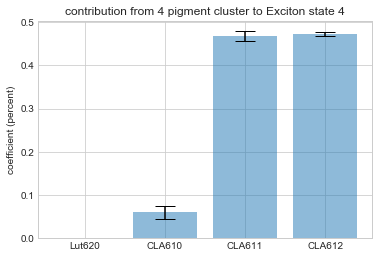 contribution from 4 pigment cluster to Exciton state 4
coefficient (percent)
0.5
0.4
0.3
0.2
0.1
0.0
Lut620 CLA610 CLA611 CLA612